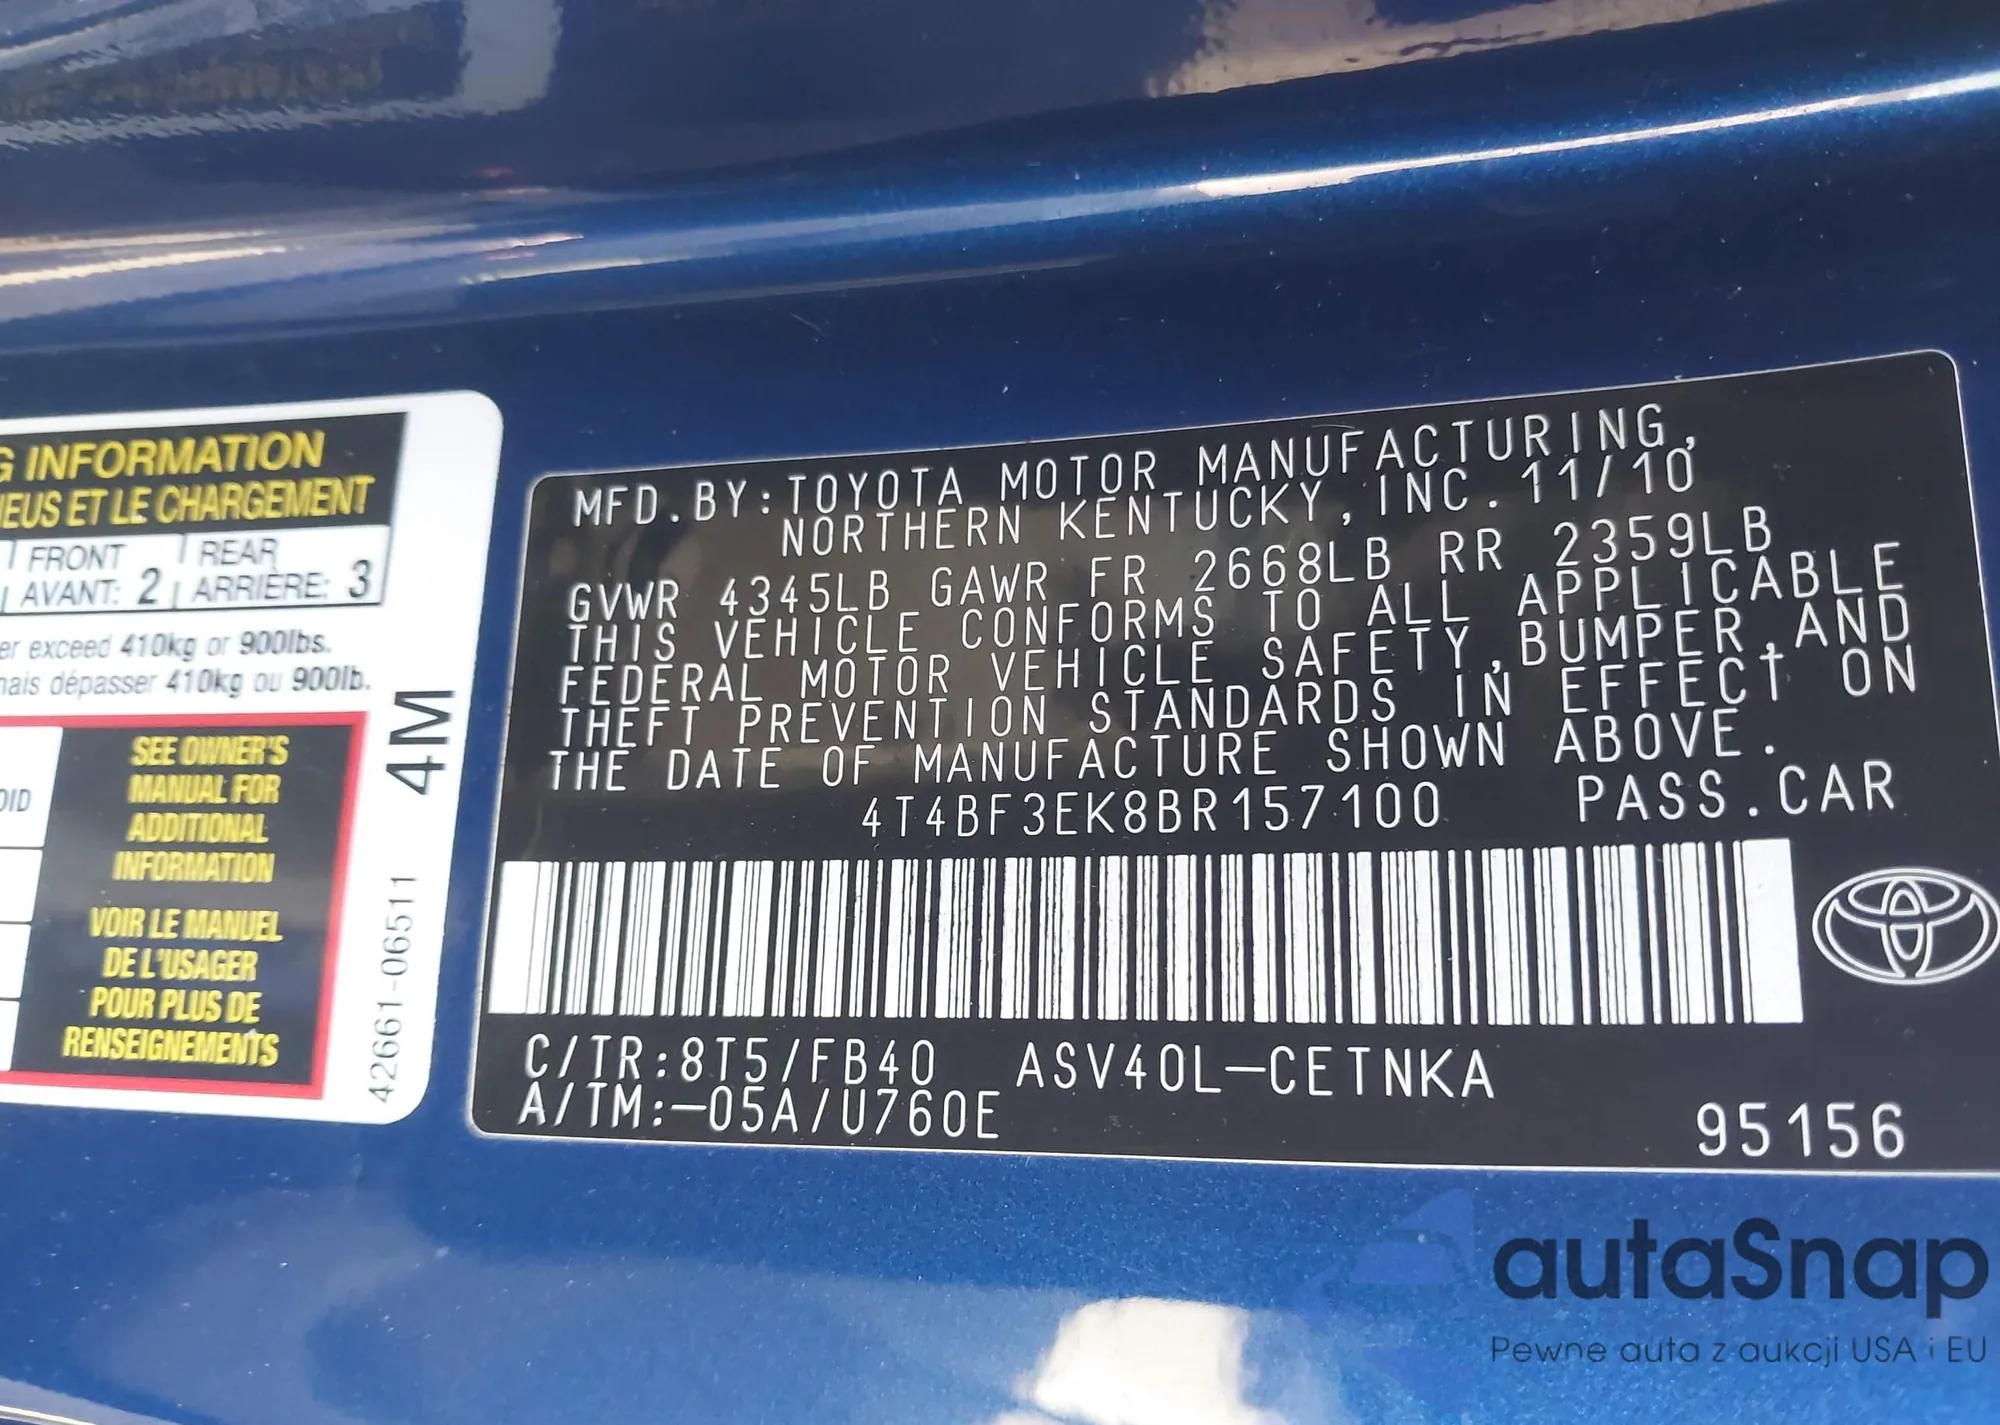 G INFORMATION
NEUS ET LE CHARGEMENT
FRONT
AVANT: 2
REAR
ARRIÈRE: 3
er exceed 410kg or 900lbs.
nais dépasser 410kg ou 900lb.
OID
SEE OWNER'S
MANUAL FOR
ADDITIONAL
INFORMATION
VOIR LE MANUEL
DE L'USAGER
POUR PLUS DE
RENSEIGNEMENTS
4M
42661-06511
MFD.BY:TOYOTA MOTOR MANUFACTURING,
NORTHERN KENTUCKY, INC. 11/10
GVWR 4345LB GAWR FR 2668LB RR 2359LB
THIS VEHICLE CONFORMS TO ALL APPLICABLE
FEDERAL MOTOR VEHICLE SAFETY,BUMPER,AND
THEFT PREVENTION STANDARDS IN EFFECT ON
THE DATE OF MANUFACTURE SHOWN ABOVE.
4T4BF3EK8BR157100 PASS.CAR
C/TR:8T5/FB40 ASV40L-CETNKA
A/TM:-05A/U760E
95156
autaSnap
Pewne auta z aukcji USA i EU